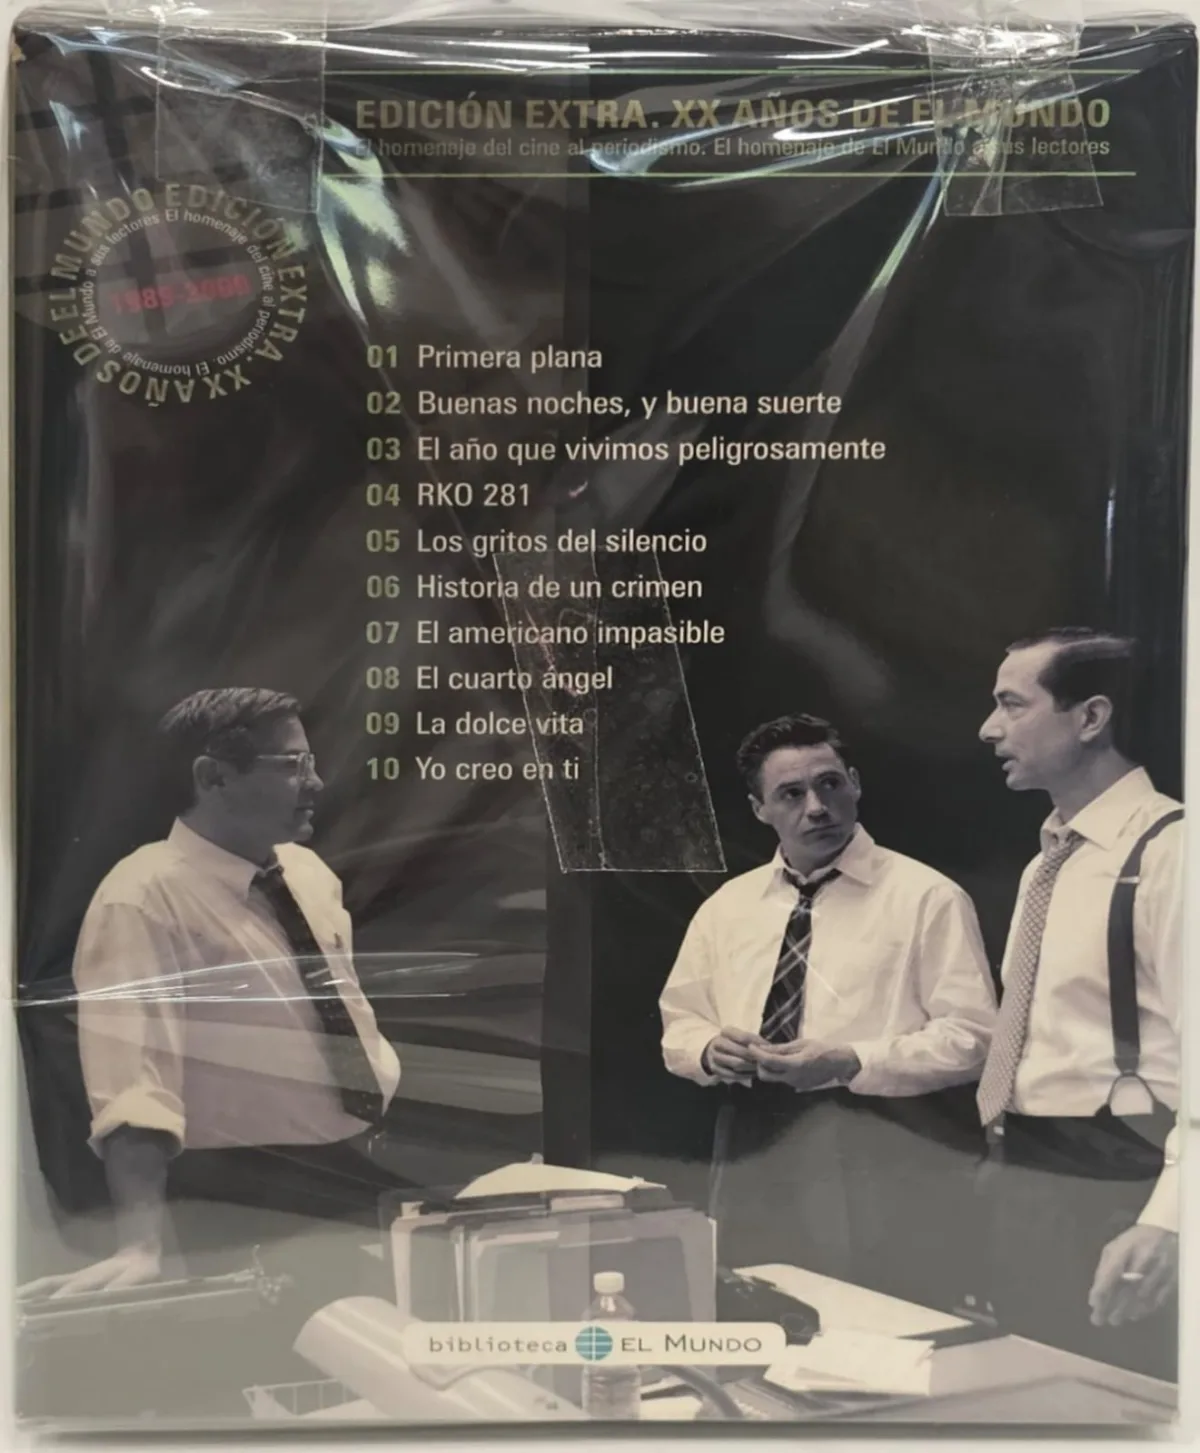 EDICIÓN EXTRA. XX AÑOS DE EL MUNDO
El homenaje del cine al periodismo. El homenaje de El Mundo a sus lectores
EDICIÓN EXTRA. XX AÑOS DE EL MUNDO
El homenaje del cine al periodismo. El homenaje de El Mundo a sus lectores
1989-2009
01 Primera plana
02 Buenas noches, y buena suerte
03 El año que vivimos peligrosamente
04 RKO 281
05 Los gritos del silencio
06 Historia de un crimen
07 El americano impasible
08 El cuarto ángel
09 La dolce vita
10 Yo creo en ti
biblioteca EL MUNDO